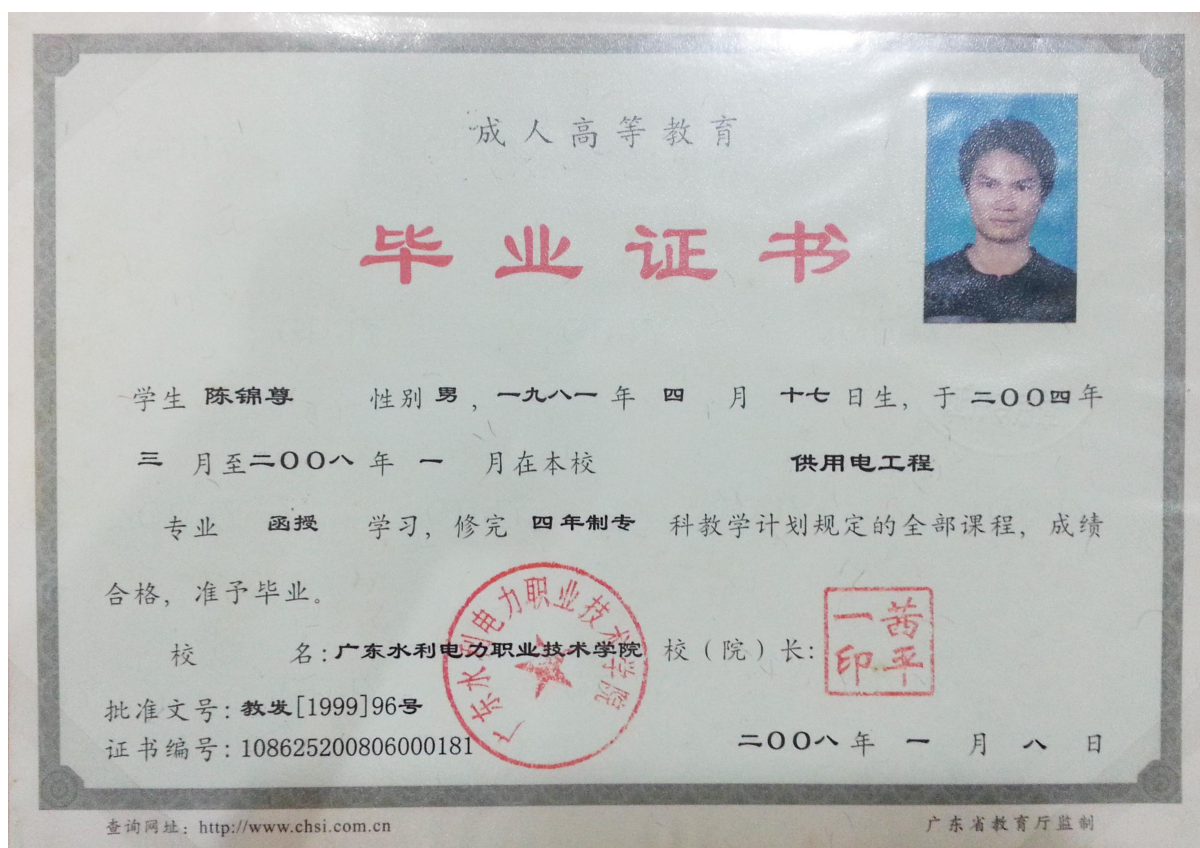 成人高等教育
毕业证书
学生 陈锦尊 性别 男 , 一九八一 年 四 月 十七 日生, 于 二〇〇四 年
三 月至 二〇〇八 年 一 月在本校 供用电工程
专业 函授 学习, 修完 四年制专 科教学计划规定的全部课程, 成绩
合格, 准予毕业。
校 名: 广东水利电力职业技术学院 校（院）长:
广东水利电力职业技术学院
茜平一印
批准文号: 教发[1999]96号
证书编号: 108625200806000181
二〇〇八 年 一 月 八 日
查询网址: http://www.chsi.com.cn
广东省教育厅监制